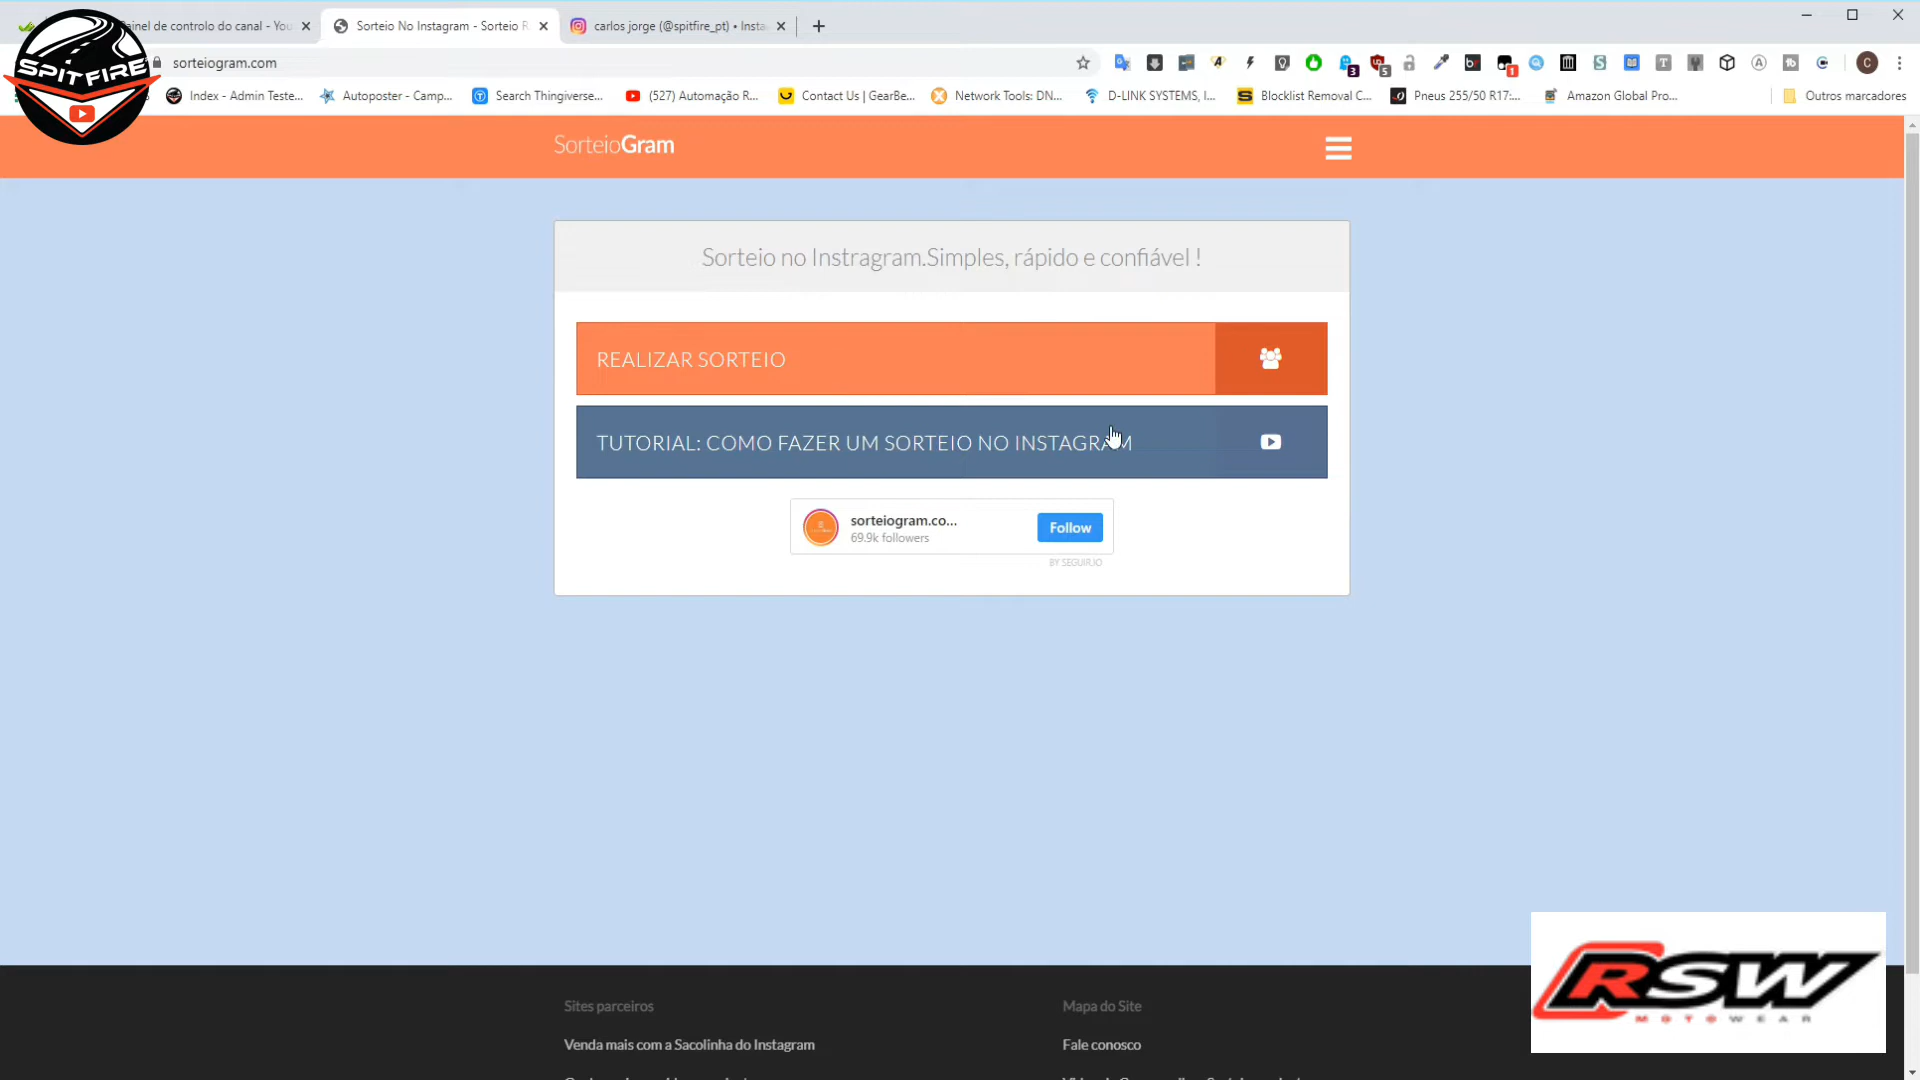 ainel de controlo do canal - You
Sorteio No Instagram - Sorteio R
carlos jorge (@spitfire_pt) • Insta
SPITFIRE
sorteiogram.com
3
5
1
C
Index - Admin Teste...
Autoposter - Camp...
Search Thingiverse...
(527) Automação R...
Contact Us | GearBe...
Network Tools: DN...
D-LINK SYSTEMS, I...
Blocklist Removal C...
Pneus 255/50 R17:...
Amazon Global Pro...
Outros marcadores
SorteioGram
Sorteio no Instragram.Simples, rápido e confiável !
REALIZAR SORTEIO
TUTORIAL: COMO FAZER UM SORTEIO NO INSTAGRAM
sorteiogram.co...
69.9k followers
Follow
BY SEGUIR.IO
Sites parceiros
Mapa do Site
Venda mais com a Sacolinha do Instagram
Fale conosco
RSW
MOTOWEAR